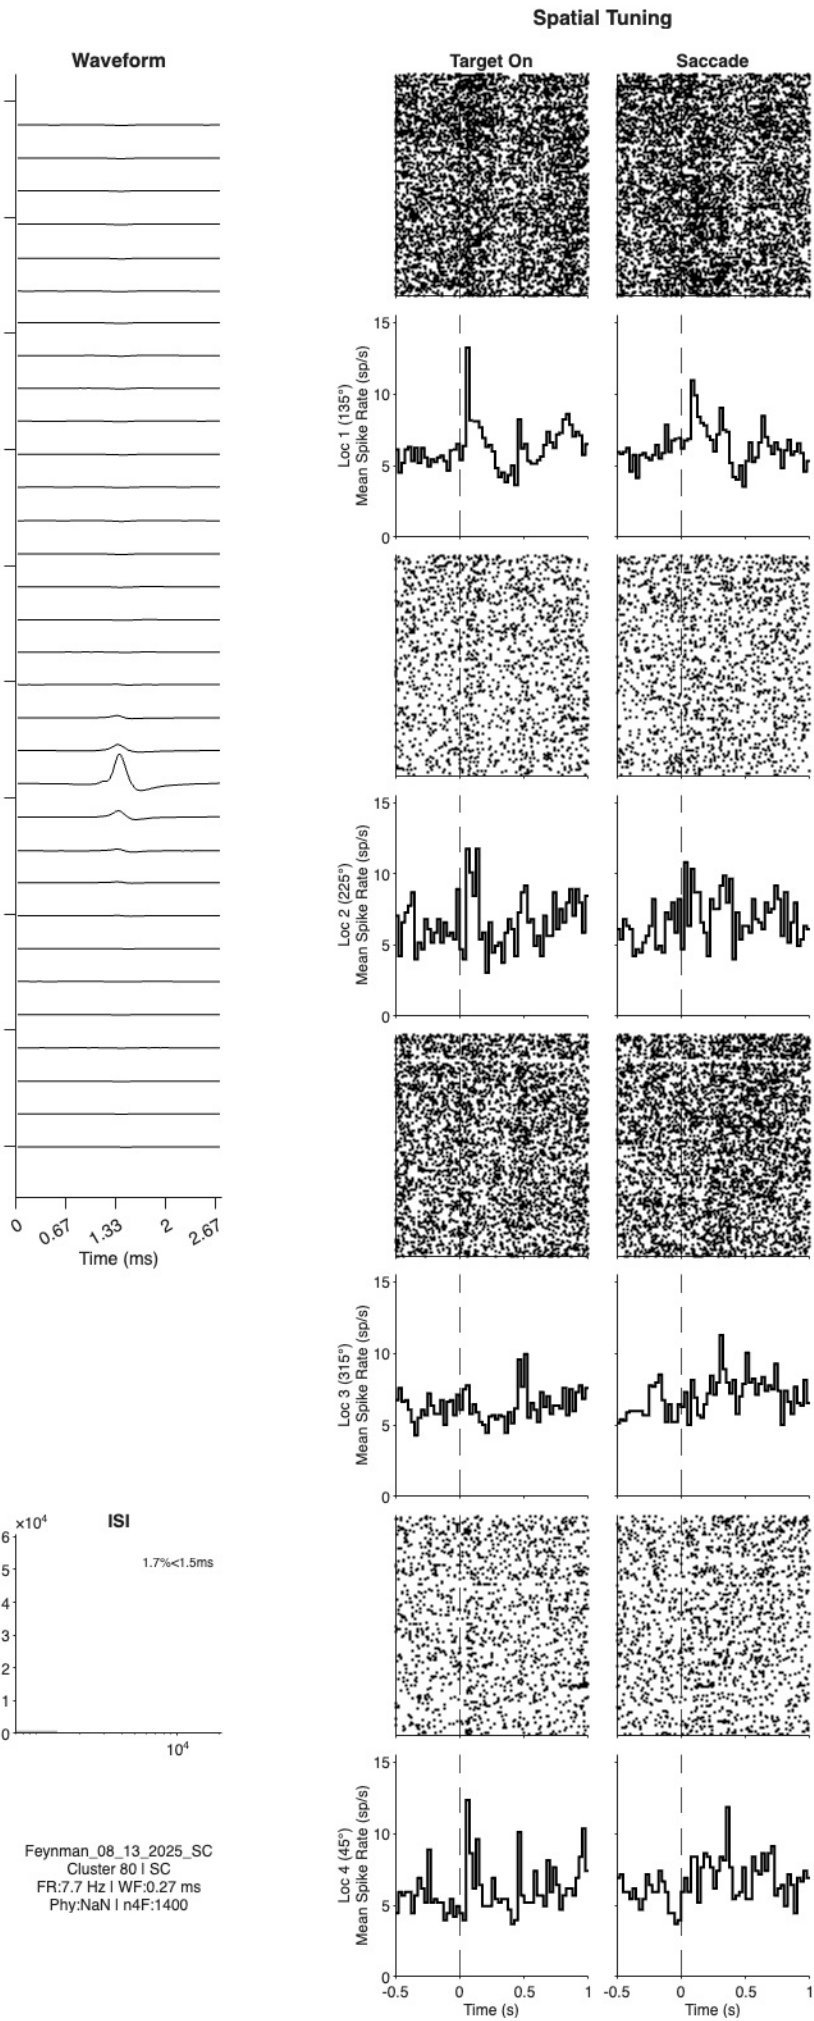 Spatial Tuning
Waveform
Target On
Saccade
15
10
5
0
Loc 1 (135°)
Mean Spike Rate (sp/s)
15
10
5
0
Loc 2 (225°)
Mean Spike Rate (sp/s)
0
0.67
1.33
2
2.67
Time (ms)
15
10
5
0
Loc 3 (315°)
Mean Spike Rate (sp/s)
×10⁴
ISI
1.7%<1.5ms
6
5
4
3
2
1
0
10⁴
15
10
5
0
Loc 4 (45°)
Mean Spike Rate (sp/s)
-0.5 0 0.5 1
Time (s)
-0.5 0 0.5 1
Time (s)
Feynman_08_13_2025_SC
Cluster 80 | SC
FR:7.7 Hz | WF:0.27 ms
Phy:NaN | n4F:1400